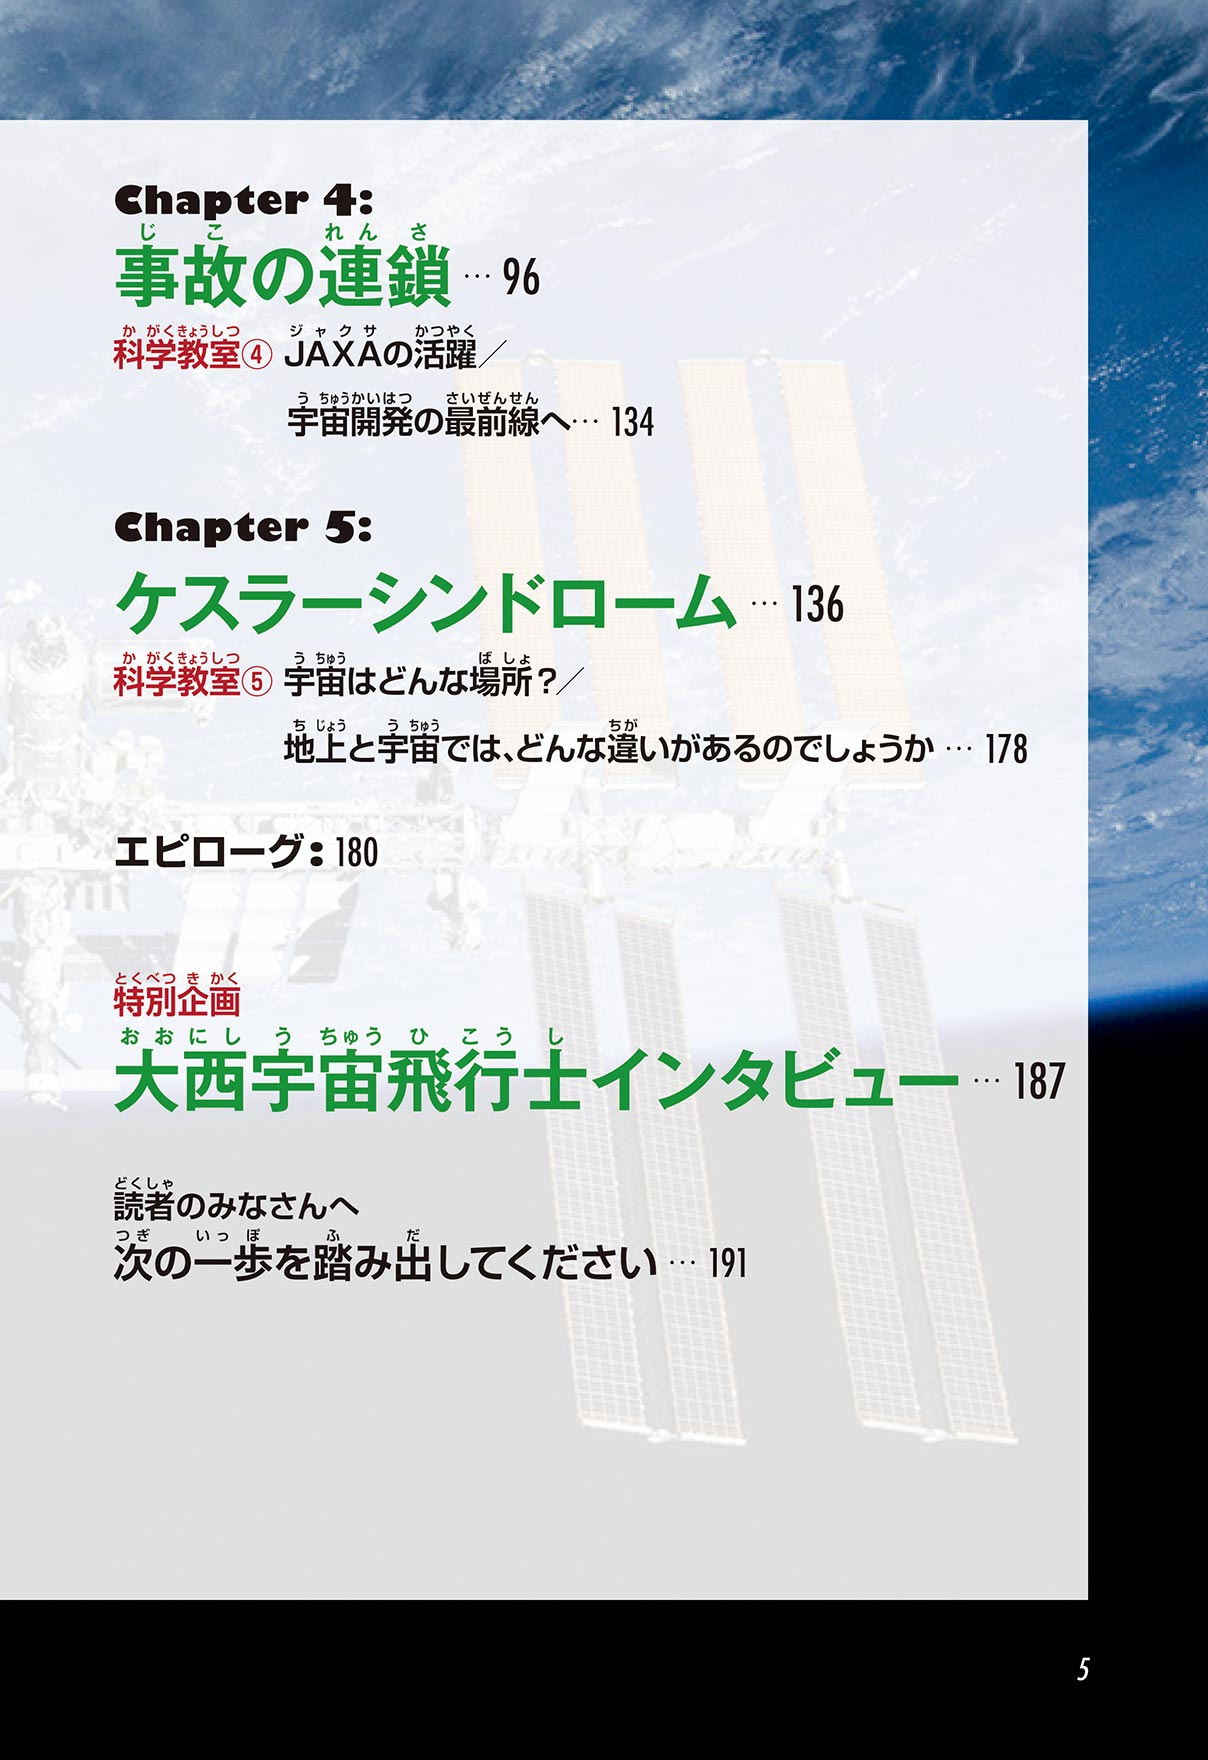 Chapter 4:
じこ れんさ
事故の連鎖… 96
かがくきょうしつ ジャクサ かつやく
科学教室④ JAXAの活躍／
うちゅうかいはつ さいぜんせん
宇宙開発の最前線へ… 134
Chapter 5:
ケスラーシンドローム… 136
かがくきょうしつ うちゅう ばしょ
科学教室⑤ 宇宙はどんな場所？／
ちじょう うちゅう ちが
地上と宇宙では、どんな違いがあるのでしょうか… 178
エピローグ: 180
とくべつきかく
特別企画
おおにしうちゅうひこうし
大西宇宙飛行士インタビュー… 187
どくしゃ
読者のみなさんへ
つぎ いっぽ ふ だ
次の一歩を踏み出してください… 191
5